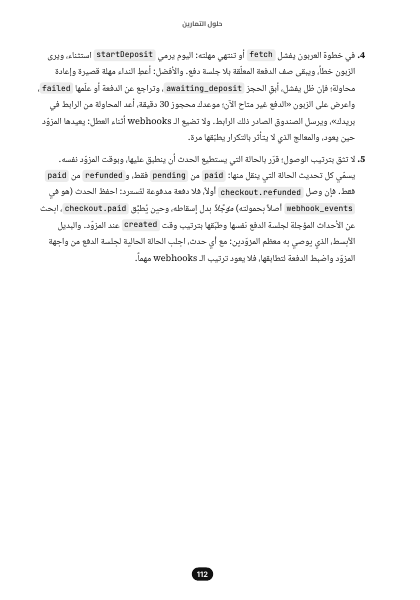 حلول التمارين
4. في خطوة العربون يفشل fetch أو تنتهي مهلته: اليوم يرمي startDeposit استثناء، ويرى
الزبون خطأ، ويبقى صف الدفعة المعلّقة بلا جلسة دفع. والأفضل: أعطِ النداء مهلة قصيرة وإعادة
محاولة؛ فإن ظل يفشل، أبقِ الحجز awaiting_deposit، وتراجع عن الدفعة أو علّمها failed،
واعرض على الزبون «الدفع غير متاح الآن؛ موعدك محجوز 30 دقيقة، أعد المحاولة من الرابط في
بريدك»، ويرسل الصندوق الصادر ذلك الرابط. ولا تضيع الـ webhooks أثناء العطل: يعيدها المزوّد
حين يعود، والمعالج الذي لا يتأثر بالتكرار يطبّقها مرة.
5. لا تثق بترتيب الوصول؛ قرّر بالحالة التي يستطيع الحدث أن ينطبق عليها، وبوقت المزوّد نفسه.
يسمّي كل تحديث الحالة التي ينقل منها: paid من pending فقط، و refunded من paid
فقط. فإن وصل checkout.refunded أولاً، فلا دفعة مدفوعة لتُسترد: احفظ الحدث (هو في
webhook_events أصلاً بحمولته) مؤجَّلاً بدل إسقاطه، وحين يُطبَّق checkout.paid، ابحث
عن الأحداث المؤجلة لجلسة الدفع نفسها وطبّقها بترتيب وقت created عند المزوّد. والبديل
الأبسط، الذي يوصي به معظم المزوّدين: مع أي حدث، اجلب الحالة الحالية لجلسة الدفع من واجهة
المزوّد واضبط الدفعة لتطابقها، فلا يعود ترتيب الـ webhooks مهماً.
112